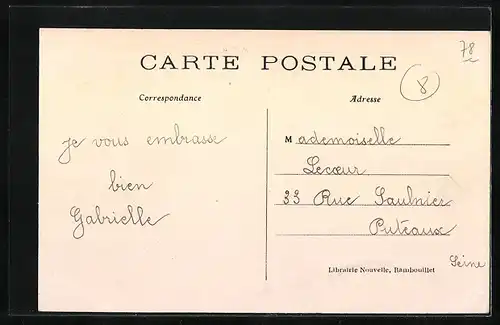 78
CARTE POSTALE
8
Correspondance
Adresse
je vous embrasse
bien
Gabrielle
Mademoiselle
Lecœur
33 Rue Saulnier
Puteaux
Seine
Librairie Nouvelle, Rambouillet